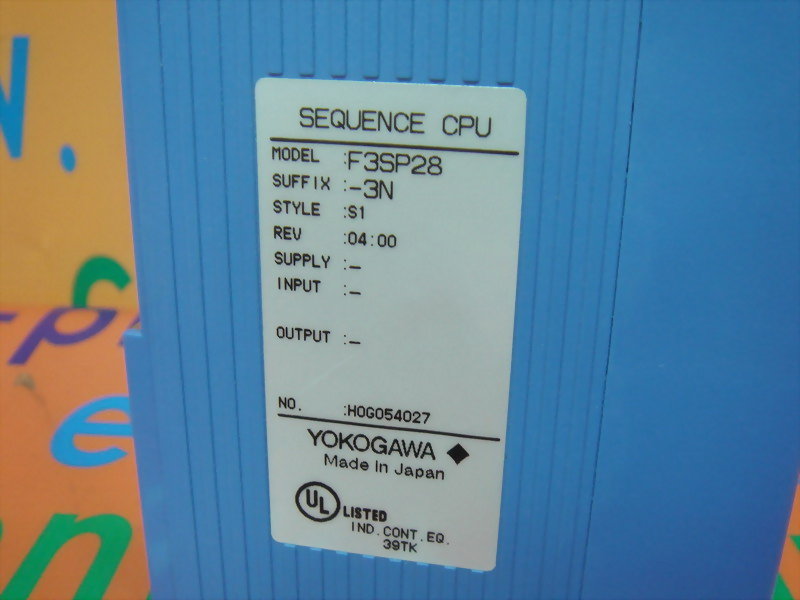 SEQUENCE CPU
MODEL :F3SP28
SUFFIX :-3N
STYLE :S1
REV :04:00
SUPPLY :-
INPUT :-
OUTPUT :-
NO. :H0G054027
YOKOGAWA ◆
Made in Japan
UL LISTED
IND.CONT.EQ.
39TK